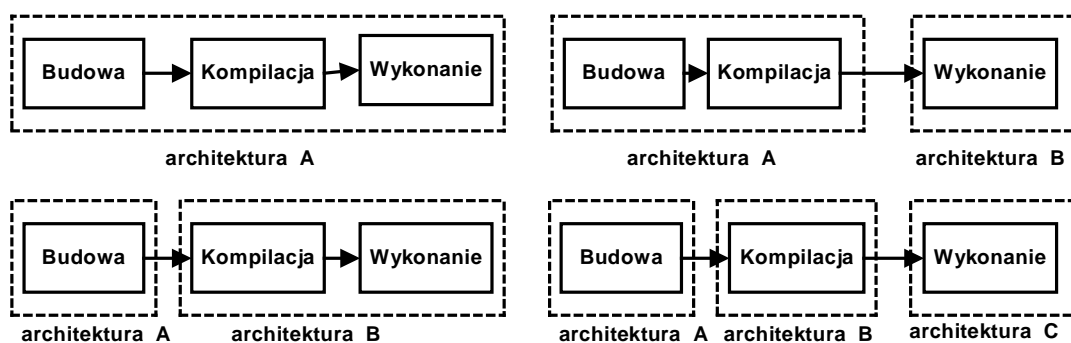 Budowa Kompilacja Wykonanie
architektura A
Budowa Kompilacja Wykonanie
architektura A architektura B
Budowa Kompilacja Wykonanie
architektura A architektura B
Budowa Kompilacja Wykonanie
architektura A architektura B architektura C